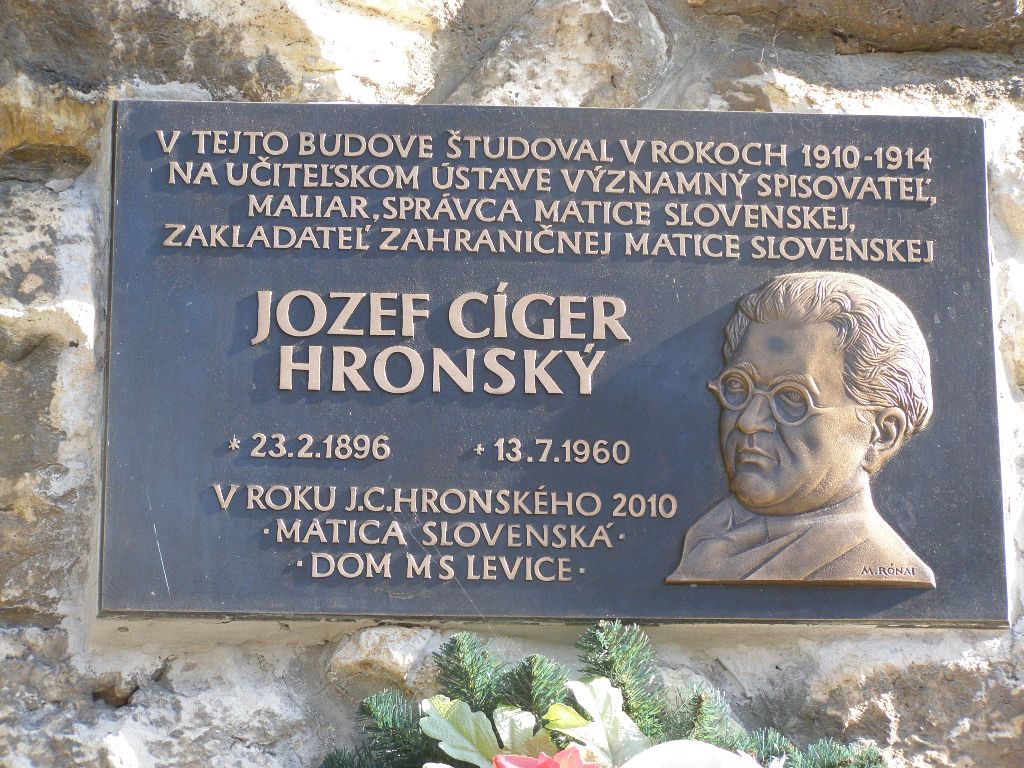 V TEJTO BUDOVE ŠTUDOVAL V ROKOCH 1910-1914
NA UČITEĽSKOM ÚSTAVE VÝZNAMNÝ SPISOVATEĽ,
MALIAR, SPRÁVCA MATICE SLOVENSKEJ,
ZAKLADATEĽ ZAHRANIČNEJ MATICE SLOVENSKEJ
JOZEF CÍGER
HRONSKÝ
* 23.2.1896 + 13.7.1960
V ROKU J.C.HRONSKÉHO 2010
·MATICA SLOVENSKÁ·
·DOM MS LEVICE·
M.RÓNAI